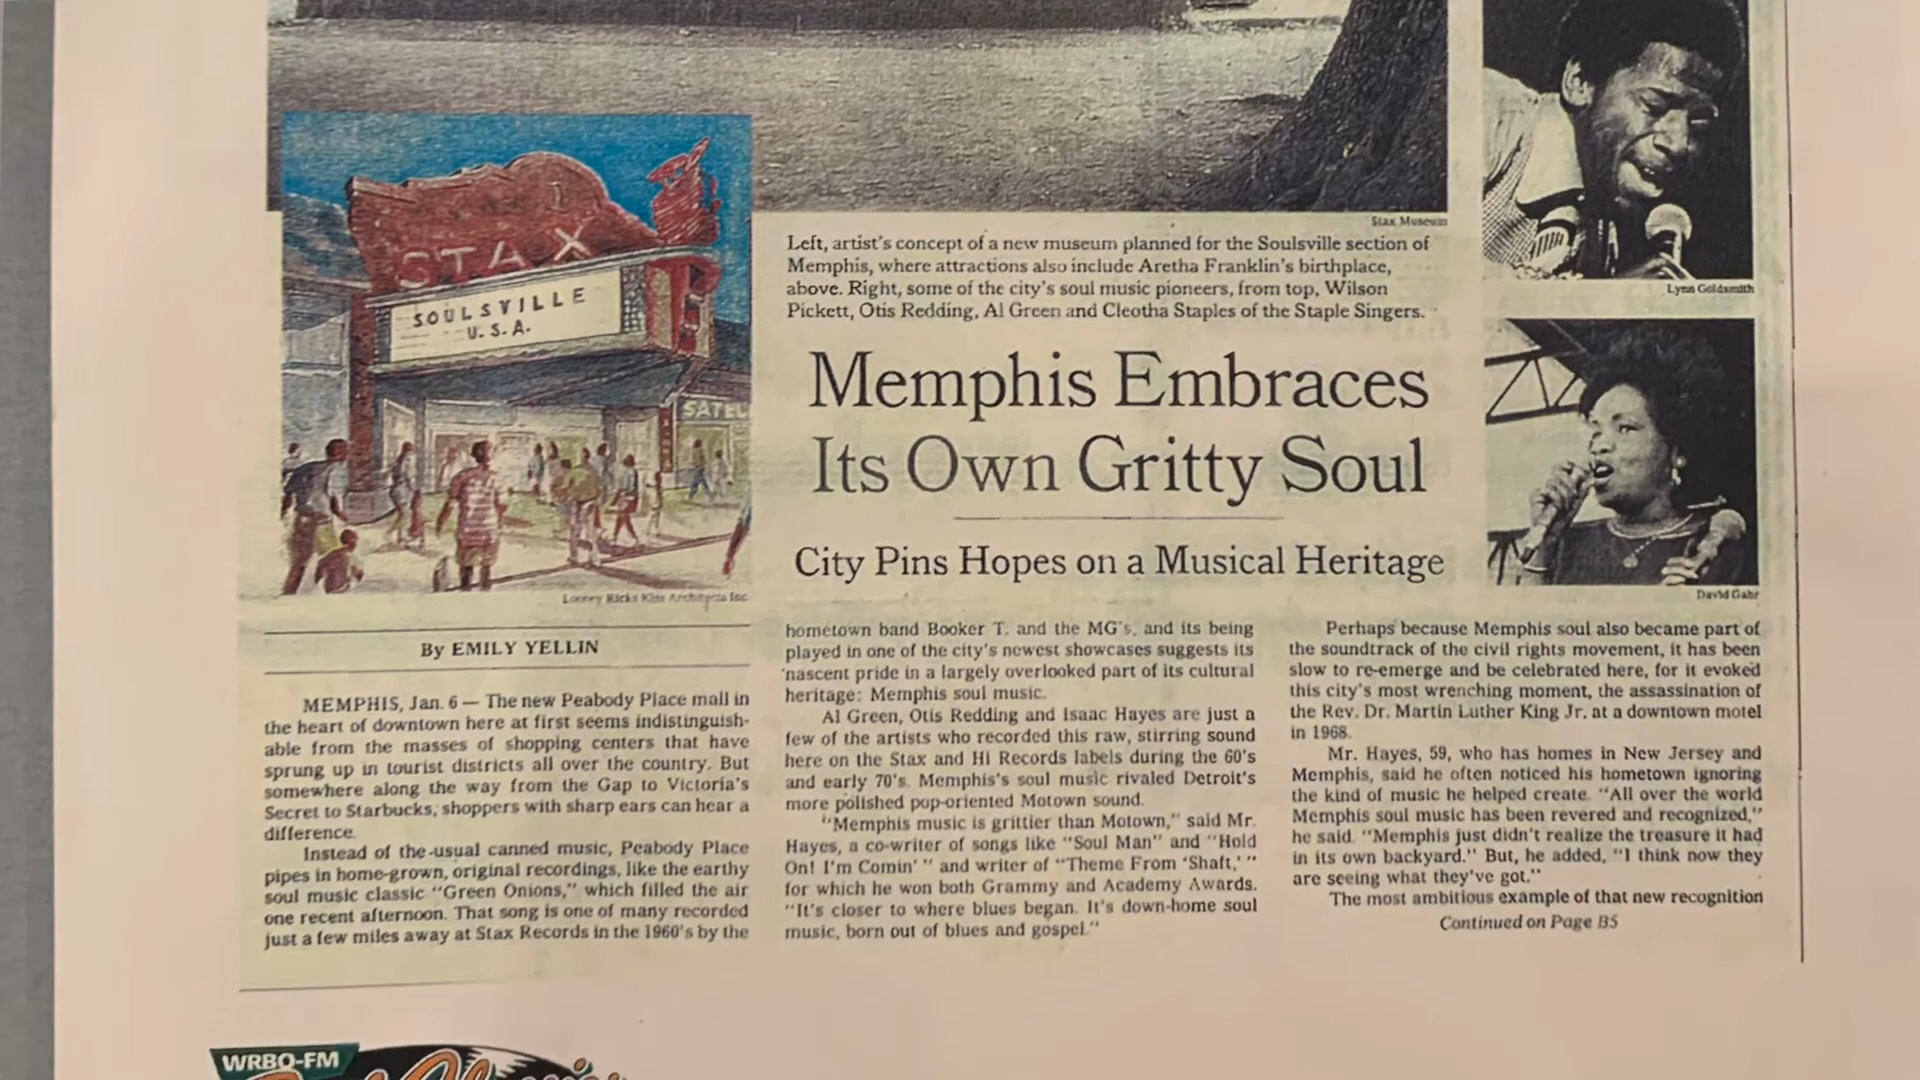 STAX
SOULSVILLE
U.S.A.
SATEL
Looney Ricks Kiss Architects Inc.
Stax Museum
Left, artist's concept of a new museum planned for the Soulsville section of
Memphis, where attractions also include Aretha Franklin's birthplace,
above. Right, some of the city's soul music pioneers, from top, Wilson
Pickett, Otis Redding, Al Green and Cleotha Staples of the Staple Singers.
Lynn Goldsmith
David Gahr
Memphis Embraces
Its Own Gritty Soul
City Pins Hopes on a Musical Heritage
By EMILY YELLIN
MEMPHIS, Jan. 6 — The new Peabody Place mall in
the heart of downtown here at first seems indistinguish-
able from the masses of shopping centers that have
sprung up in tourist districts all over the country. But
somewhere along the way from the Gap to Victoria's
Secret to Starbucks, shoppers with sharp ears can hear a
difference.
Instead of the usual canned music, Peabody Place
pipes in home-grown, original recordings, like the earthy
soul music classic "Green Onions," which filled the air
one recent afternoon. That song is one of many recorded
just a few miles away at Stax Records in the 1960's by the
hometown band Booker T. and the MG's, and its being
played in one of the city's newest showcases suggests its
nascent pride in a largely overlooked part of its cultural
heritage: Memphis soul music.
Al Green, Otis Redding and Isaac Hayes are just a
few of the artists who recorded this raw, stirring sound
here on the Stax and Hi Records labels during the 60's
and early 70's. Memphis's soul music rivaled Detroit's
more polished pop-oriented Motown sound.
"Memphis music is grittier than Motown," said Mr.
Hayes, a co-writer of songs like "Soul Man" and "Hold
On! I'm Comin' " and writer of "Theme From 'Shaft,' "
for which he won both Grammy and Academy Awards.
"It's closer to where blues began. It's down-home soul
music, born out of blues and gospel."
Perhaps because Memphis soul also became part of
the soundtrack of the civil rights movement, it has been
slow to re-emerge and be celebrated here, for it evoked
this city's most wrenching moment, the assassination of
the Rev. Dr. Martin Luther King Jr. at a downtown motel
in 1968.
Mr. Hayes, 59, who has homes in New Jersey and
Memphis, said he often noticed his hometown ignoring
the kind of music he helped create. "All over the world
Memphis soul music has been revered and recognized,"
he said. "Memphis just didn't realize the treasure it had
in its own backyard." But, he added, "I think now they
are seeing what they've got."
The most ambitious example of that new recognition
Continued on Page B5
WRBO-FM